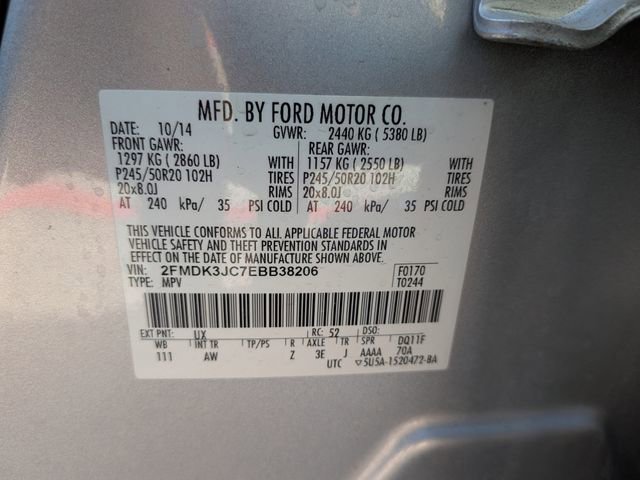 MFD. BY FORD MOTOR CO.
DATE: 10/14 GVWR: 2440 KG ( 5380 LB)
FRONT GAWR: REAR GAWR:
1297 KG ( 2860 LB) WITH 1157 KG ( 2550 LB) WITH
P245/50R20 102H TIRES P245/50R20 102H TIRES
20x8.0J RIMS 20x8.0J RIMS
AT 240 kPa/ 35 PSI COLD AT 240 kPa/ 35 PSI COLD
THIS VEHICLE CONFORMS TO ALL APPLICABLE FEDERAL MOTOR
VEHICLE SAFETY AND THEFT PREVENTION STANDARDS IN
EFFECT ON THE DATE OF MANUFACTURE SHOWN ABOVE.
VIN: 2FMDK3JC7EBB38206 F0170
TYPE: MPV T0244
EXT PNT: UX RC: 52 DSO:
WB INT TR TP/PS R AXLE TR SPR DQ11F
111 AW Z 3E J AAAA 70A
UTC ▽5U5A-1520472-BA